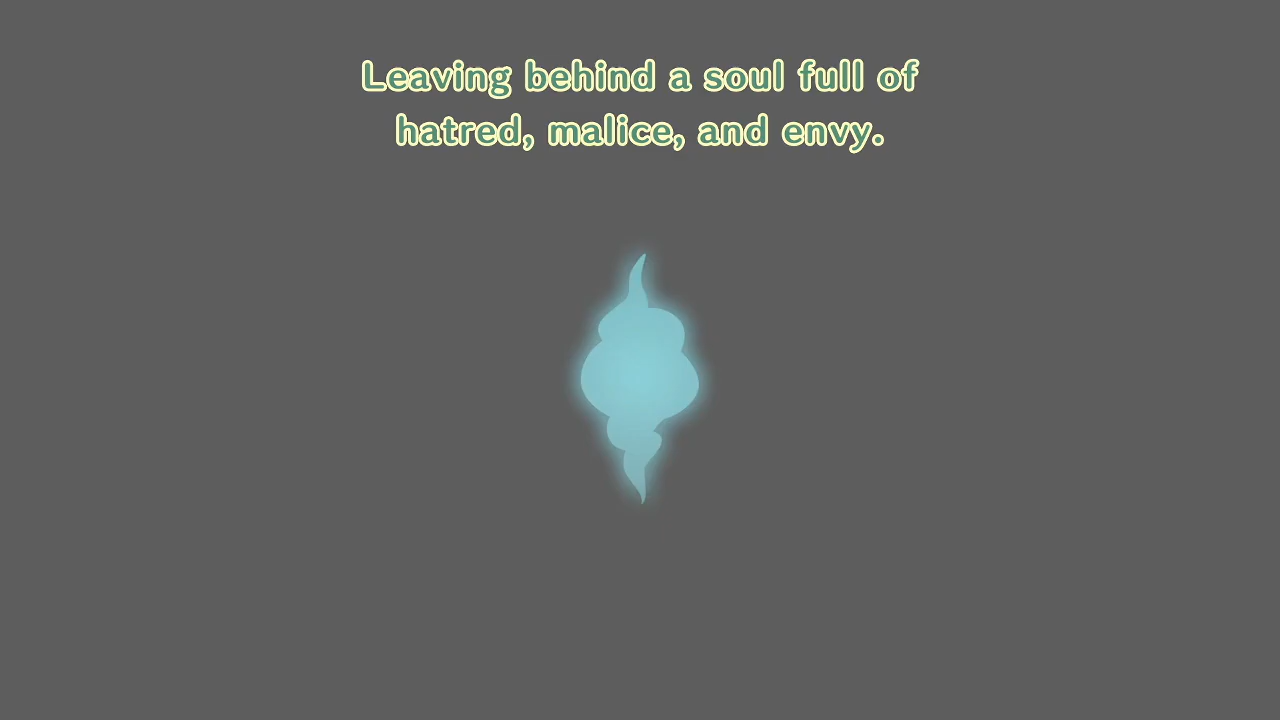 Leaving behind a soul full of
hatred, malice, and envy.